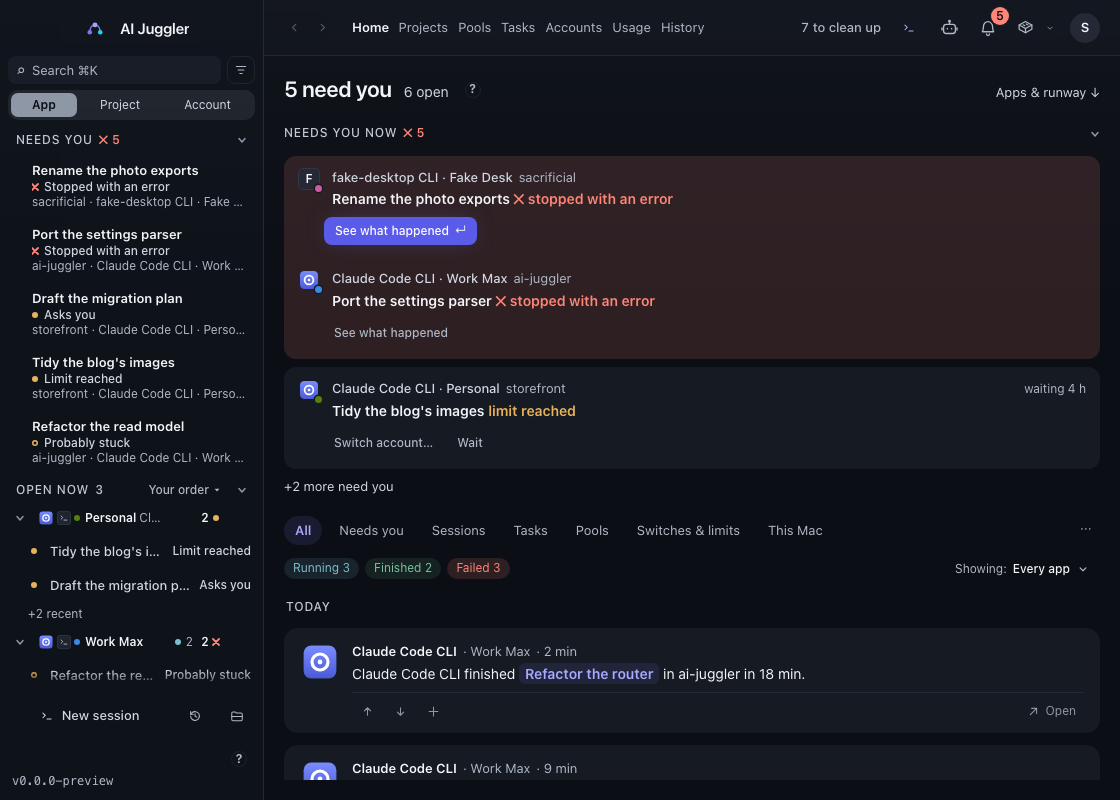 AI Juggler
Search ⌘K
App Project Account
NEEDS YOU 5
Rename the photo exports
Stopped with an error
sacrificial · fake-desktop CLI · Fake ...
Port the settings parser
Stopped with an error
ai-juggler · Claude Code CLI · Work ...
Draft the migration plan
Asks you
storefront · Claude Code CLI · Perso...
Tidy the blog's images
Limit reached
storefront · Claude Code CLI · Perso...
Refactor the read model
Probably stuck
ai-juggler · Claude Code CLI · Work ...
OPEN NOW 3 Your order
Personal Cl... 2
Tidy the blog's i... Limit reached
Draft the migration p... Asks you
+2 recent
Work Max 2 2
Refactor the re... Probably stuck
New session
?
v0.0.0-preview
Home Projects Pools Tasks Accounts Usage History 7 to clean up 5 S
5 need you 6 open ? Apps & runway ↓
NEEDS YOU NOW 5
F fake-desktop CLI · Fake Desk sacrificial
Rename the photo exports stopped with an error
See what happened
Claude Code CLI · Work Max ai-juggler
Port the settings parser stopped with an error
See what happened
Claude Code CLI · Personal storefront waiting 4 h
Tidy the blog's images limit reached
Switch account... Wait
+2 more need you
All Needs you Sessions Tasks Pools Switches & limits This Mac ...
Running 3 Finished 2 Failed 3 Showing: Every app
TODAY
Claude Code CLI · Work Max · 2 min
Claude Code CLI finished Refactor the router in ai-juggler in 18 min.
Open
Claude Code CLI · Work Max · 9 min